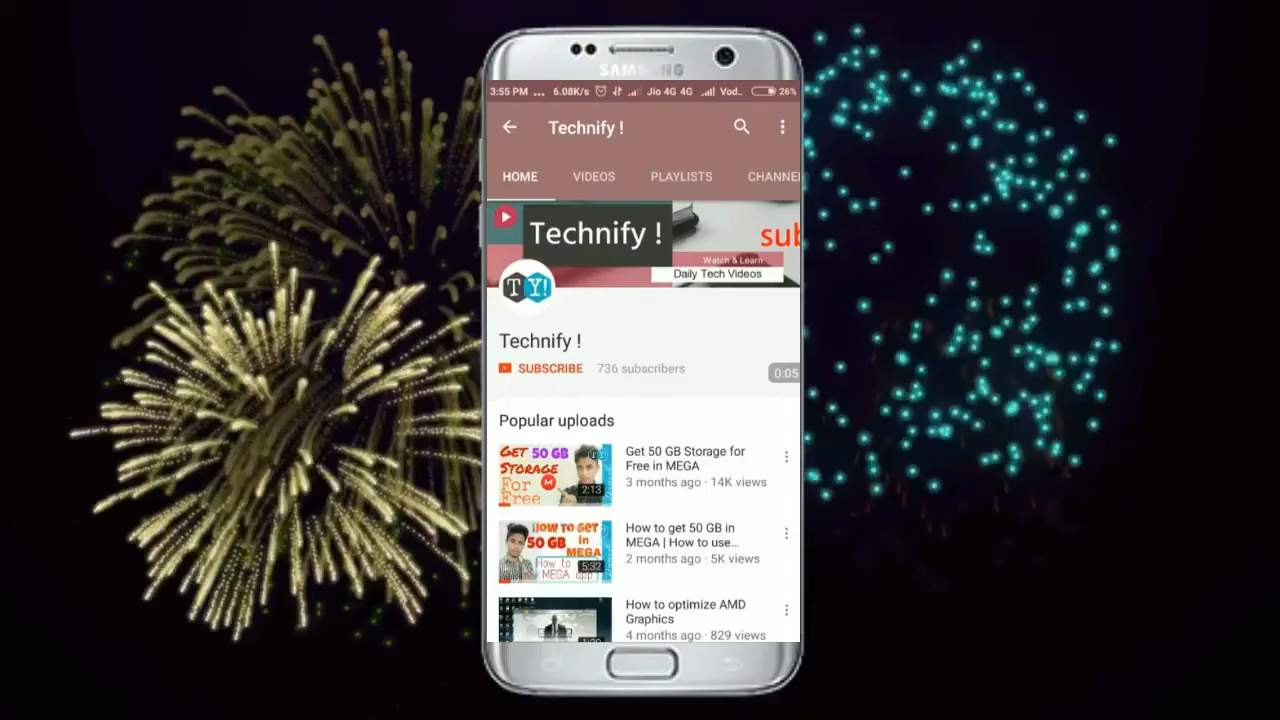 SAMSUNG
3:55 PM ... 6.08K/s Jio 4G 4G Vod.. 26%
Technify !
HOME VIDEOS PLAYLISTS CHANNE
Technify !
sub
Watch & Learn
Daily Tech Videos
TY!
Technify !
SUBSCRIBE 736 subscribers
0:05
Popular uploads
GET 50 GB
STORAGE
For
Free
2:13
Get 50 GB Storage for
Free in MEGA
3 months ago · 14K views
HOW TO GET
50 GB in
MEGA
How to
MEGA app
5:32
How to get 50 GB in
MEGA | How to use...
2 months ago · 5K views
How to optimize AMD
Graphics
4 months ago · 829 views